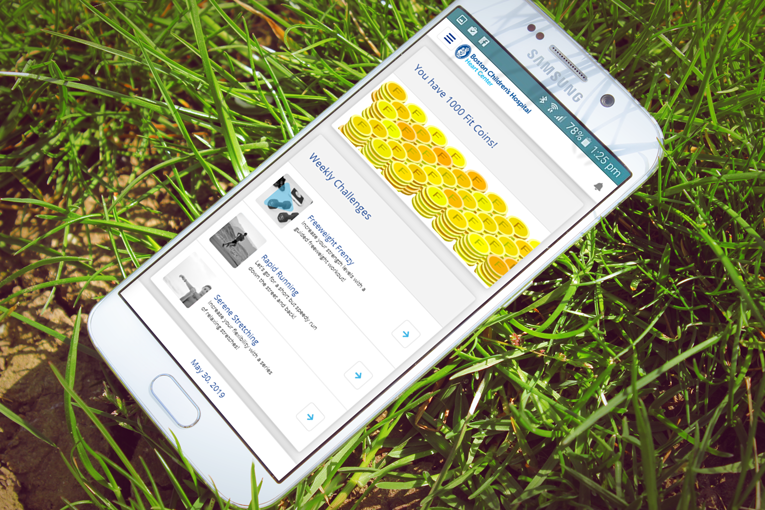 SAMSUNG
78% 1:25 pm
Boston Children's Hospital
Heart Center
You have 1000 Fit Coins!
Weekly Challenges
Freeweight Frenzy
Increase your strength levels with a
guided freeweight workout!
Rapid Running
Let's go for a short but speedy run
down the street and back!
Serene Stretching
Increase your flexibility with a series
of relaxing stretches!
May 30, 2019